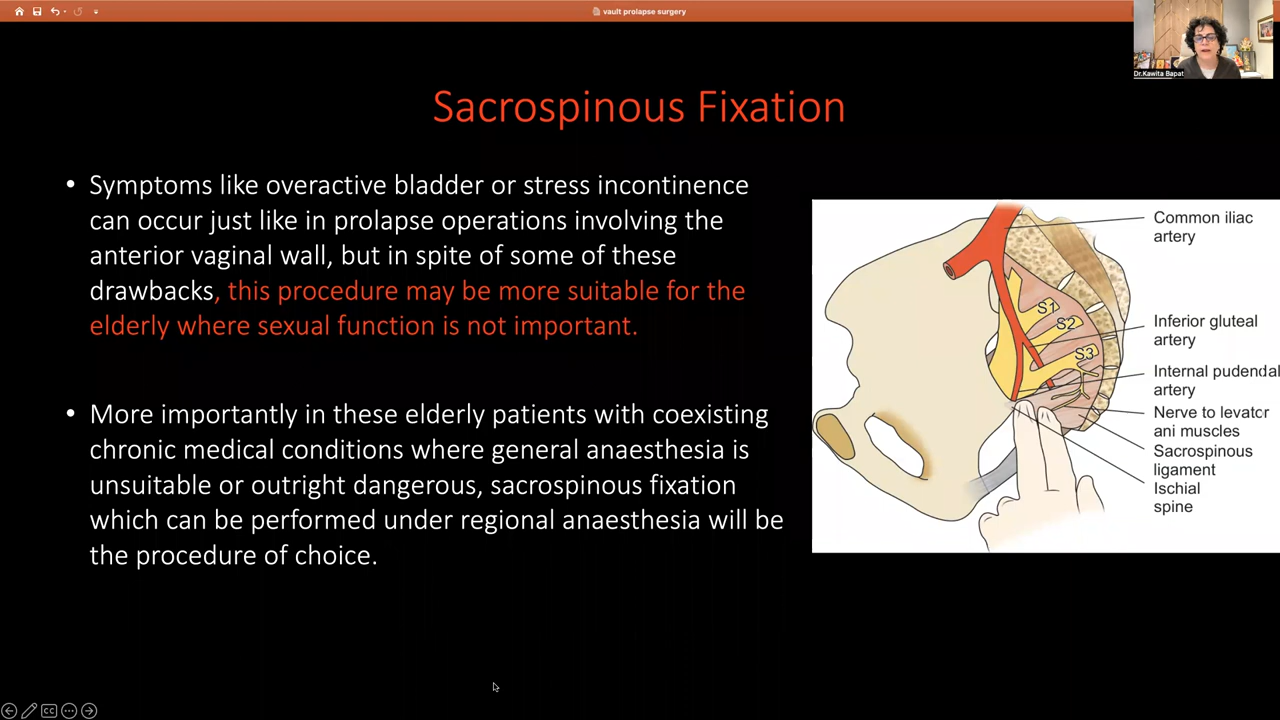 vault prolapse surgery
Dr.Kawita Bapat
Sacrospinous Fixation
• Symptoms like overactive bladder or stress incontinence
can occur just like in prolapse operations involving the
anterior vaginal wall, but in spite of some of these
drawbacks, this procedure may be more suitable for the
elderly where sexual function is not important.
• More importantly in these elderly patients with coexisting
chronic medical conditions where general anaesthesia is
unsuitable or outright dangerous, sacrospinous fixation
which can be performed under regional anaesthesia will be
the procedure of choice.
Common iliac
artery
S1
S2
S3
Inferior gluteal
artery
Internal pudendal
artery
Nerve to levator
ani muscles
Sacrospinous
ligament
Ischial
spine
CC